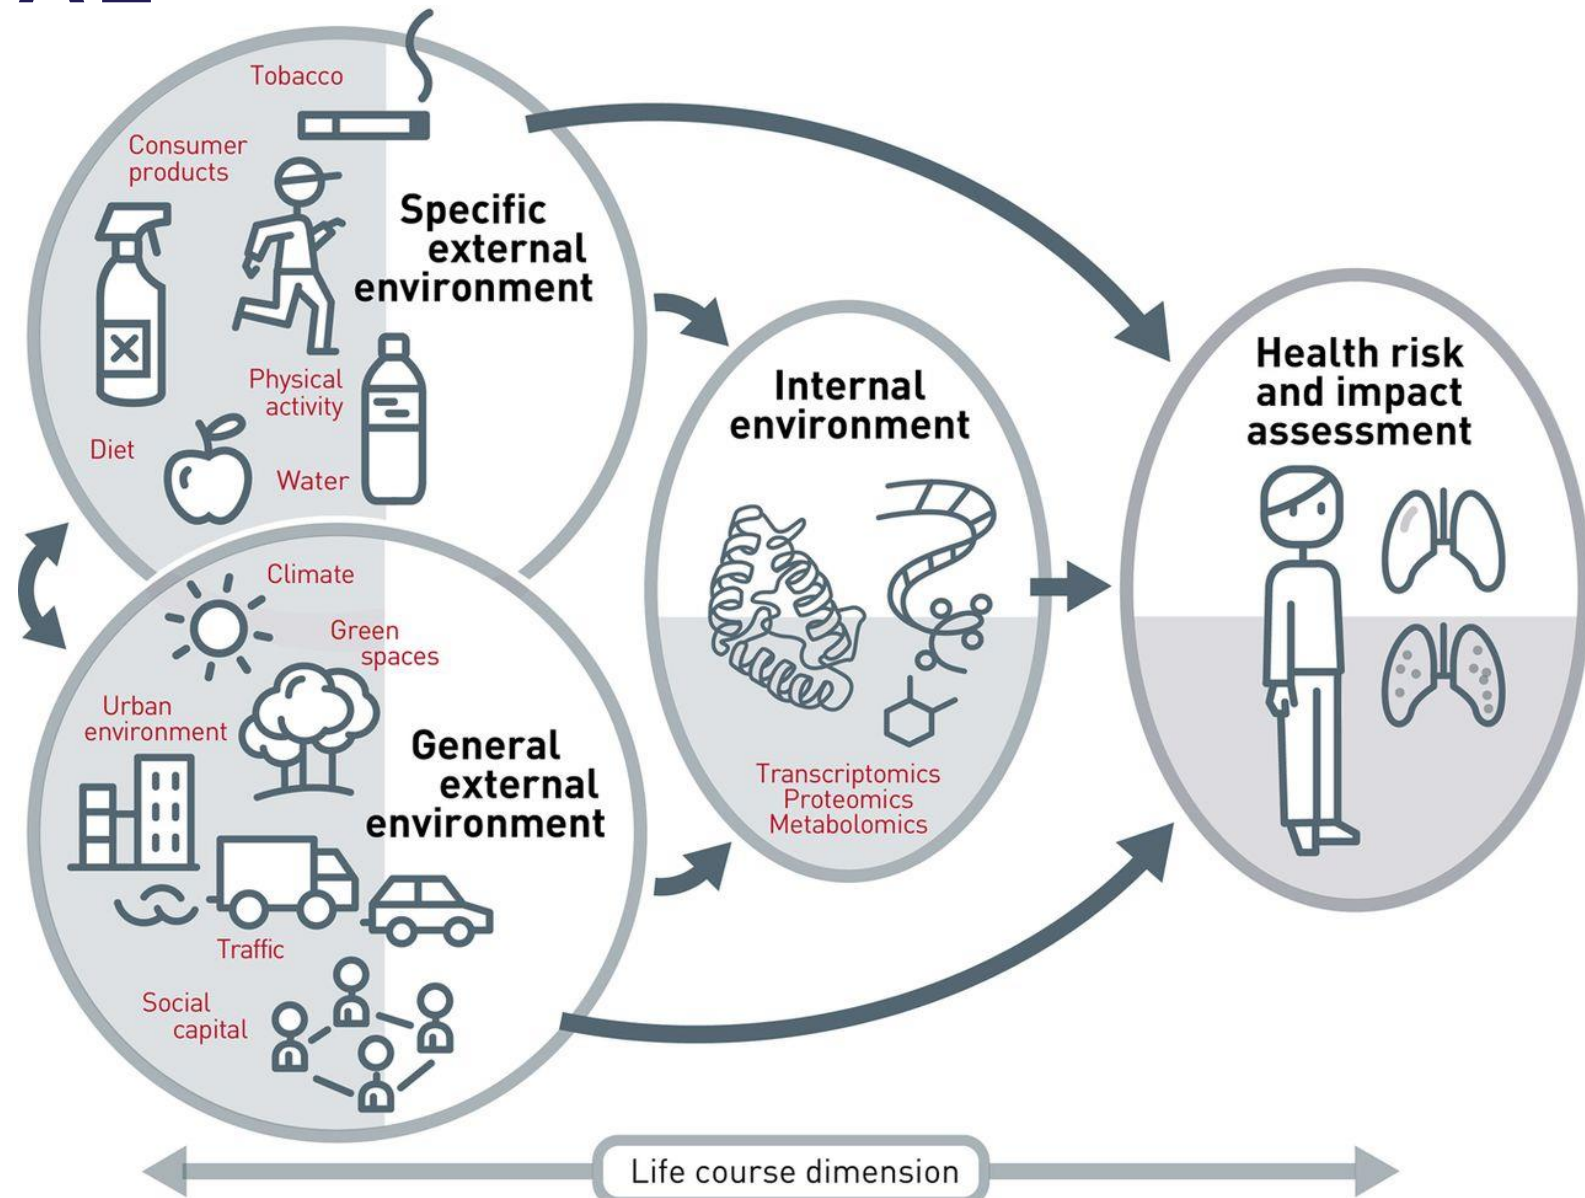 Tobacco
Consumer
products
Specific
external
environment
Physical
activity
Diet
Water
Climate
Green
spaces
Urban
environment
General
external
environment
Traffic
Social
capital
Internal
environment
Transcriptomics
Proteomics
Metabolomics
Health risk
and impact
assessment
Life course dimension